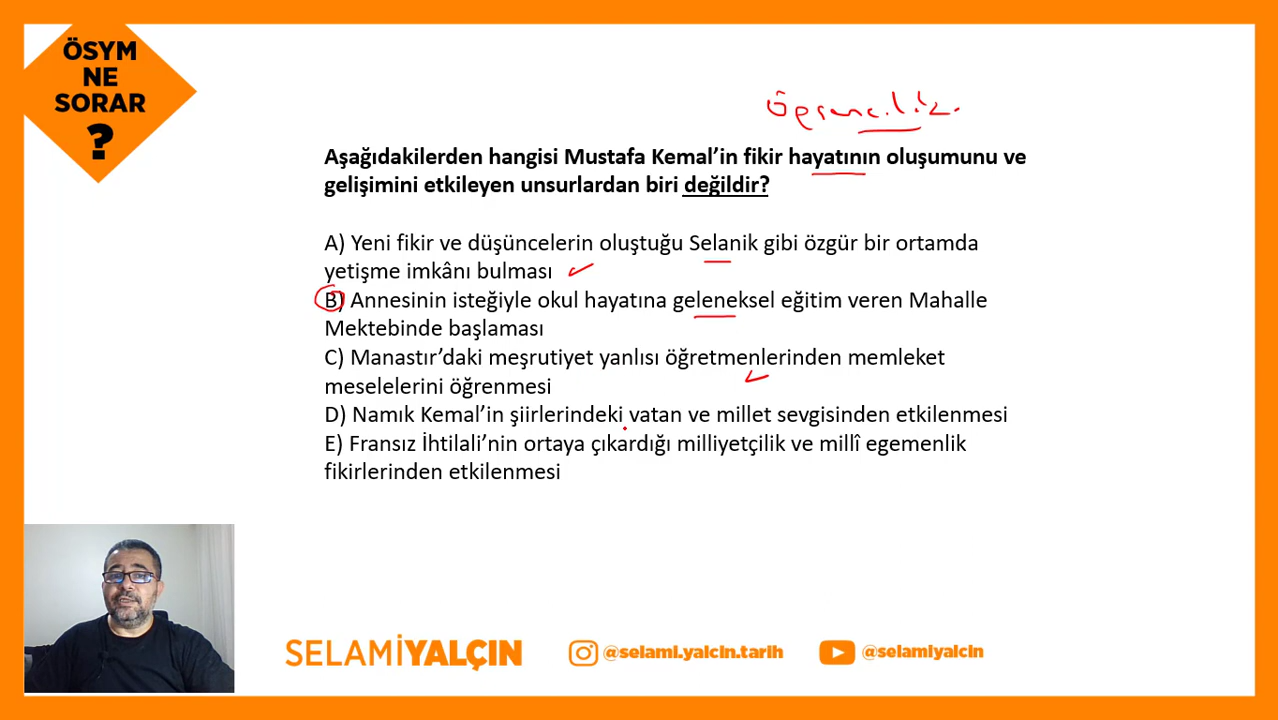 ÖSYM
NE
SORAR
?
Öğrencilik.
Aşağıdakilerden hangisi Mustafa Kemal’in fikir hayatının oluşumunu ve
gelişimini etkileyen unsurlardan biri değildir?
A) Yeni fikir ve düşüncelerin oluştuğu Selanik gibi özgür bir ortamda
yetişme imkânı bulması
B) Annesinin isteğiyle okul hayatına geleneksel eğitim veren Mahalle
Mektebinde başlaması
C) Manastır’daki meşrutiyet yanlısı öğretmenlerinden memleket
meselelerini öğrenmesi
D) Namık Kemal’in şiirlerindeki vatan ve millet sevgisinden etkilenmesi
E) Fransız İhtilali’nin ortaya çıkardığı milliyetçilik ve millî egemenlik
fikirlerinden etkilenmesi
SELAMİYALÇIN @selami.yalcin.tarih @selamiyalcin